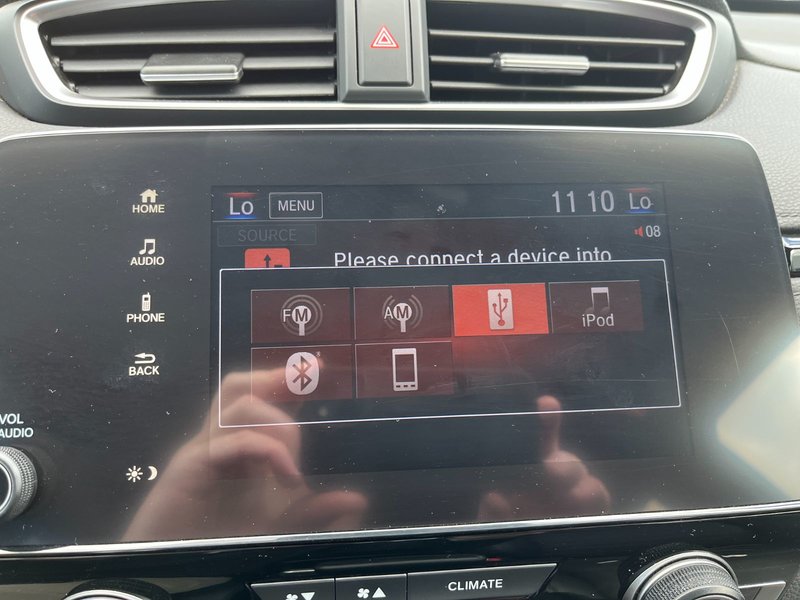 Lo MENU 11 10 Lo
HOME
SOURCE 08
AUDIO
Please connect a device into
FM AM
iPod
PHONE
BACK
VOL
AUDIO
CLIMATE